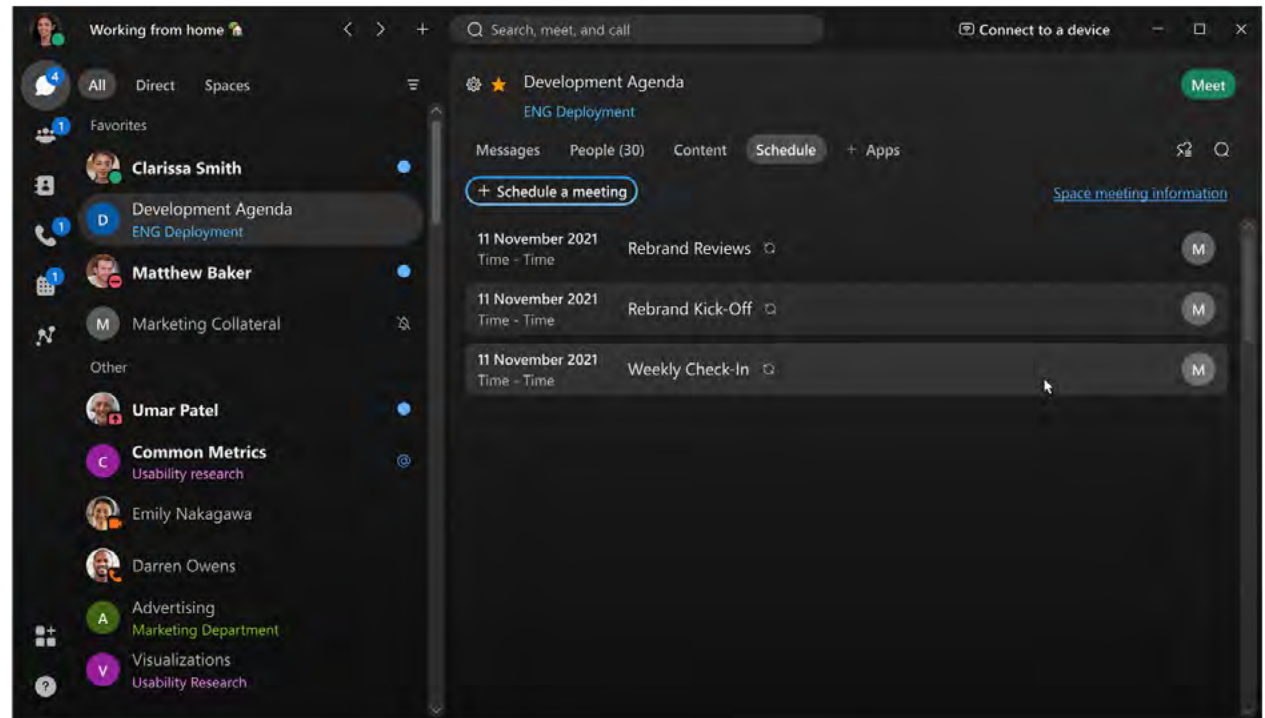 Working from home
Search, meet, and call
Connect to a device
4
All
Direct
Spaces
Favorites
1
Clarissa Smith
D
Development Agenda
ENG Deployment
1
Matthew Baker
1
M
Marketing Collateral
Other
Umar Patel
C
Common Metrics
Usability research
@
Emily Nakagawa
Darren Owens
A
Advertising
Marketing Department
V
Visualizations
Usability Research
?
Development Agenda
ENG Deployment
Meet
Messages
People (30)
Content
Schedule
+ Apps
+ Schedule a meeting
Space meeting information
11 November 2021
Time - Time
Rebrand Reviews
M
11 November 2021
Time - Time
Rebrand Kick-Off
M
11 November 2021
Time - Time
Weekly Check-In
M